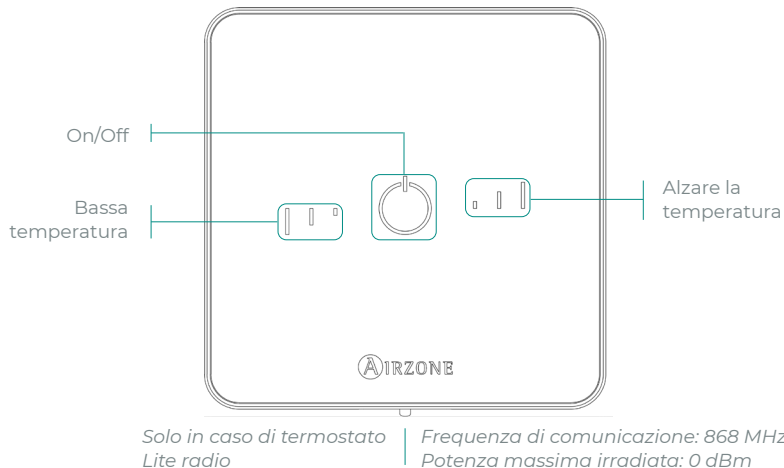 On/Off
Bassa
temperatura
Alzare la
temperatura
AIRZONE
Solo in caso di termostato
Lite radio
Frequenza di comunicazione: 868 MHz
Potenza massima irradiata: 0 dBm